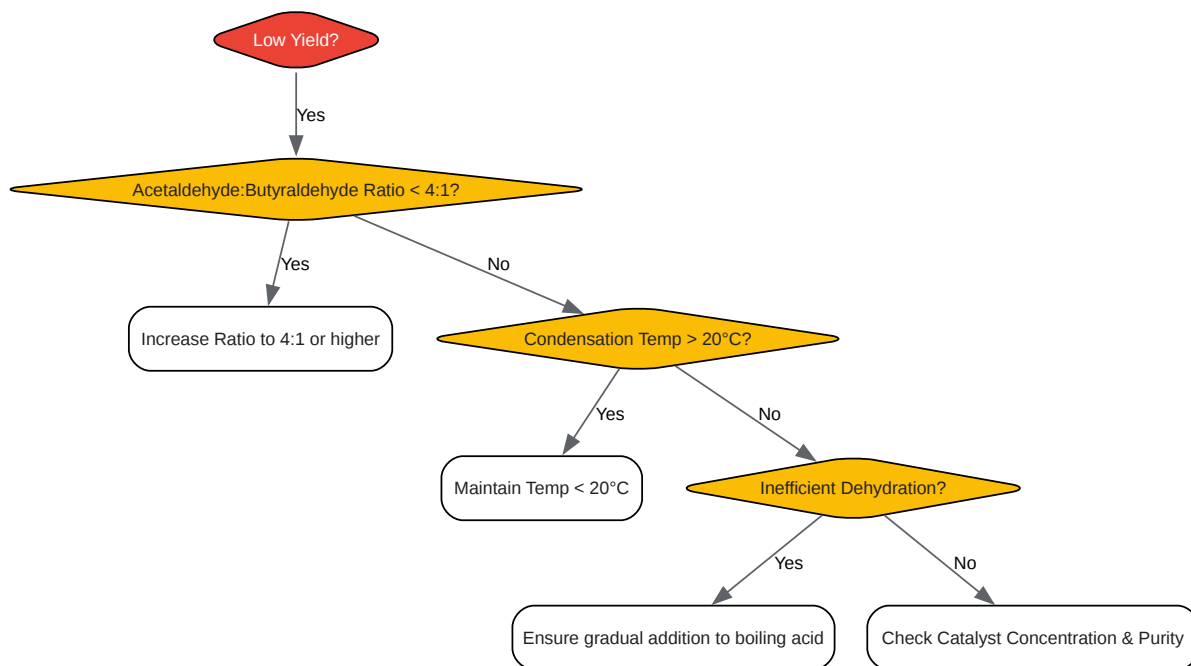 Low Yield?
Yes
Acetaldehyde:Butyraldehyde Ratio < 4:1?
Yes
No
Increase Ratio to 4:1 or higher
Condensation Temp > 20°C?
Yes
No
Maintain Temp < 20°C
Inefficient Dehydration?
Yes
No
Ensure gradual addition to boiling acid
Check Catalyst Concentration & Purity